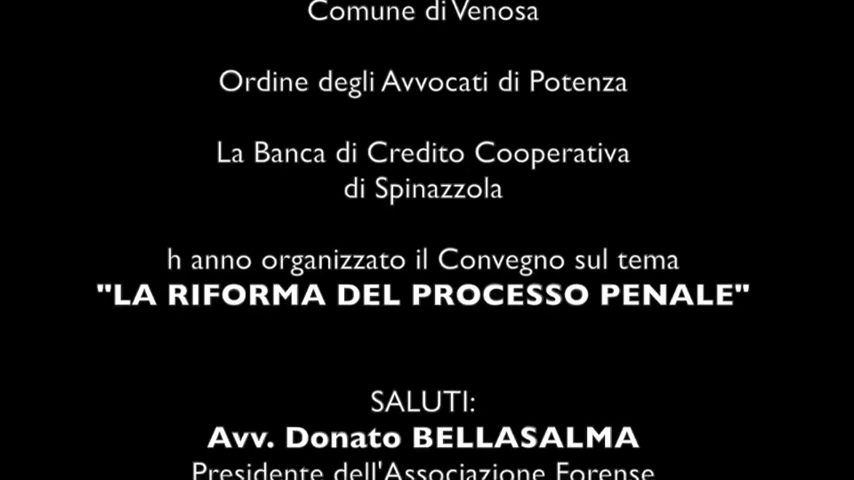 Comune di Venosa
Ordine degli Avvocati di Potenza
La Banca di Credito Cooperativa
di Spinazzola
h anno organizzato il Convegno sul tema
"LA RIFORMA DEL PROCESSO PENALE"
SALUTI:
Avv. Donato BELLASALMA
Presidente dell'Associazione Forense